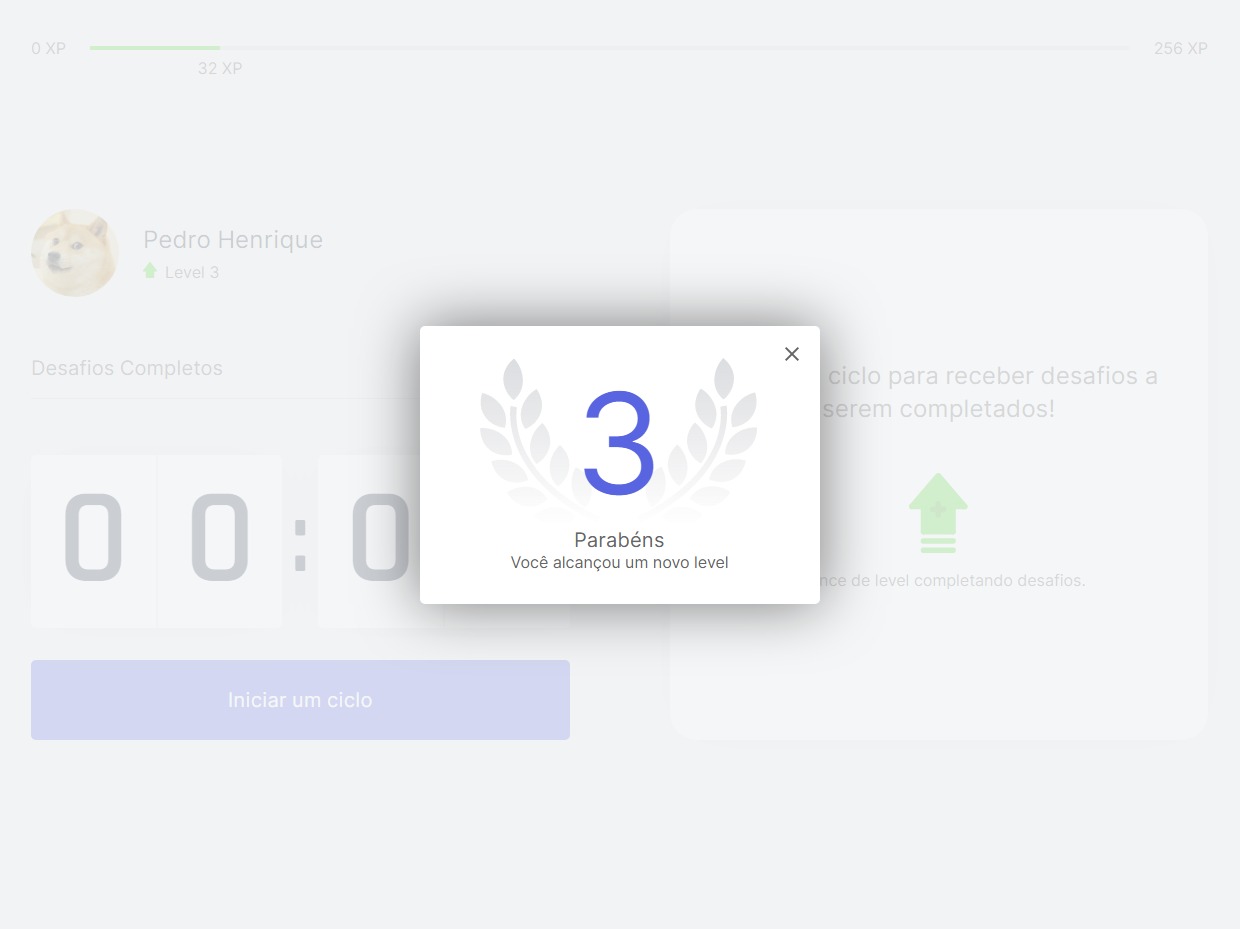 0 XP
256 XP
32 XP
Pedro Henrique
Level 3
Desafios Completos
ciclo para receber desafios a
serem completados!
3
Parabéns
Você alcançou um novo level
0 0 : 0
de level completando desafios.
Iniciar um ciclo